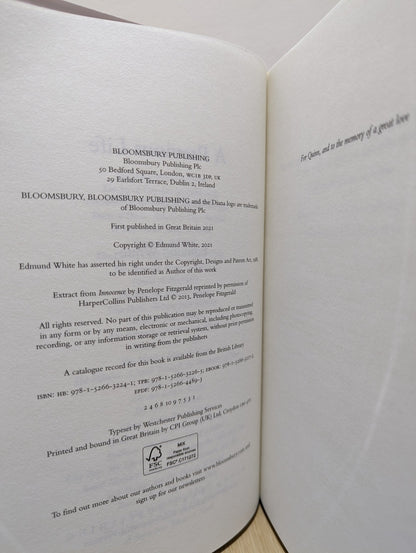 BLOOMSBURY PUBLISHING
Bloomsbury Publishing Plc
50 Bedford Square, London, WC1B 3DP, UK
29 Earlsfort Terrace, Dublin 2, Ireland
BLOOMSBURY, BLOOMSBURY PUBLISHING and the Diana logo are trademarks
of Bloomsbury Publishing Plc
First published in Great Britain 2021
Copyright © Edmund White, 2021
Edmund White has asserted his right under the Copyright, Designs and Patents Act, 1988,
to be identified as Author of this work
Extract from Innocence by Penelope Fitzgerald reprinted by permission of
HarperCollins Publishers Ltd © 2013, Penelope Fitzgerald
All rights reserved. No part of this publication may be reproduced or transmitted
in any form or by any means, electronic or mechanical, including photocopying,
recording, or any information storage or retrieval system, without prior permission
in writing from the publishers
A catalogue record for this book is available from the British Library
ISBN: HB: 978-1-5266-3224-1; TPB: 978-1-5266-3226-5; EBOOK: 978-1-5266-3227-2;
EPDF: 978-1-5266-4489-3
2 4 6 8 10 9 7 5 3 1
Typeset by Westchester Publishing Services
Printed and bound in Great Britain by CPI Group (UK) Ltd, Croydon CR0 4YY
FSC
MIX
Paper from
responsible sources
To find out more about our authors and books visit www.bloomsbury.com and
sign up for our newsletters
For Quinn, and to the memory of a great love